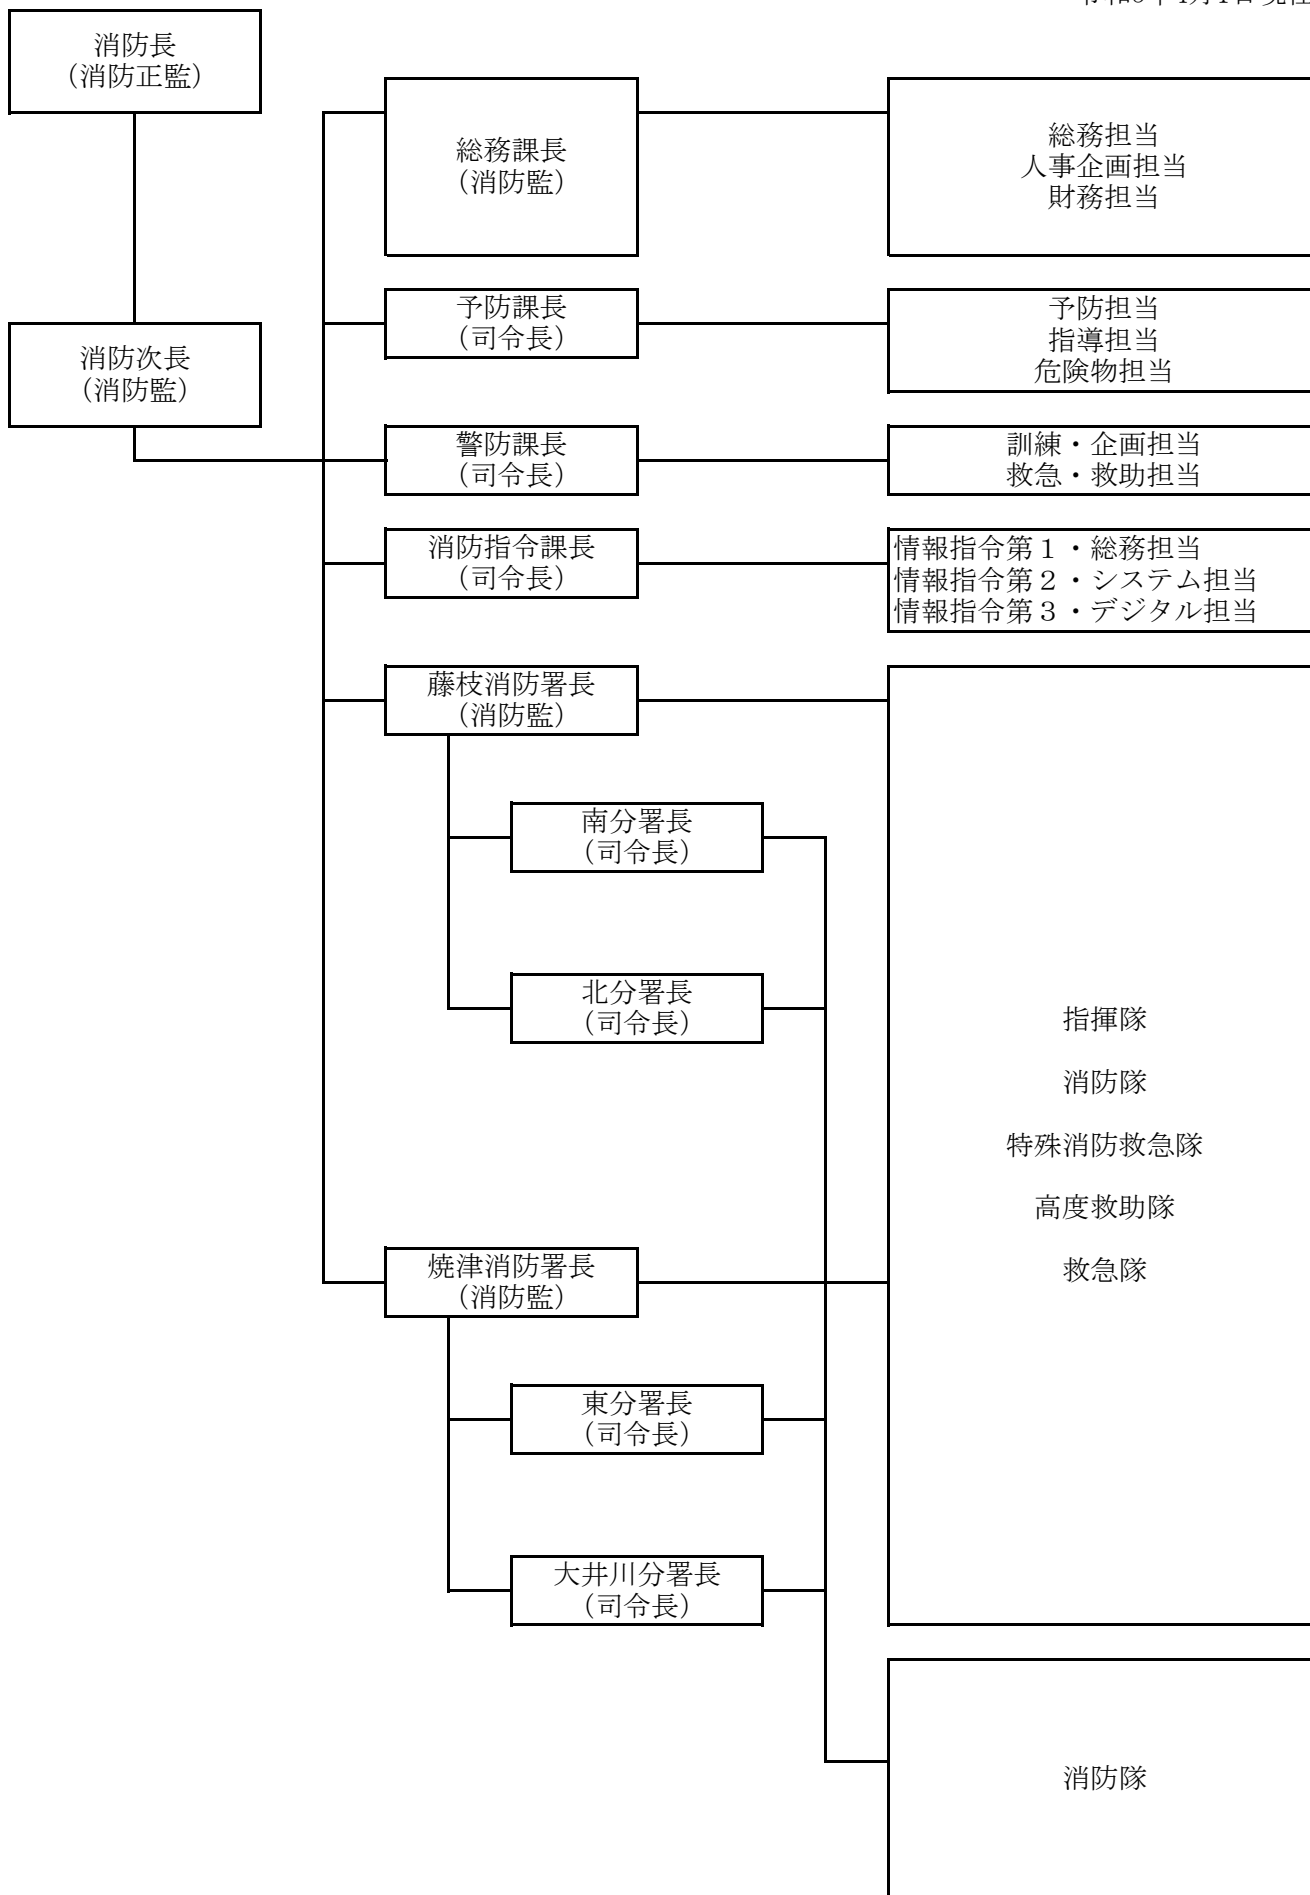 消防長
（消防正監）
総務課長
（消防監）
総務担当
人事企画担当
財務担当
予防課長
（司令長）
予防担当
指導担当
危険物担当
消防次長
（消防監）
警防課長
（司令長）
訓練・企画担当
救急・救助担当
消防指令課長
（司令長）
情報指令第１・総務担当
情報指令第２・システム担当
情報指令第３・デジタル担当
藤枝消防署長
（消防監）
南分署長
（司令長）
北分署長
（司令長）
指揮隊
消防隊
特殊消防救急隊
高度救助隊
救急隊
焼津消防署長
（消防監）
東分署長
（司令長）
大井川分署長
（司令長）
消防隊